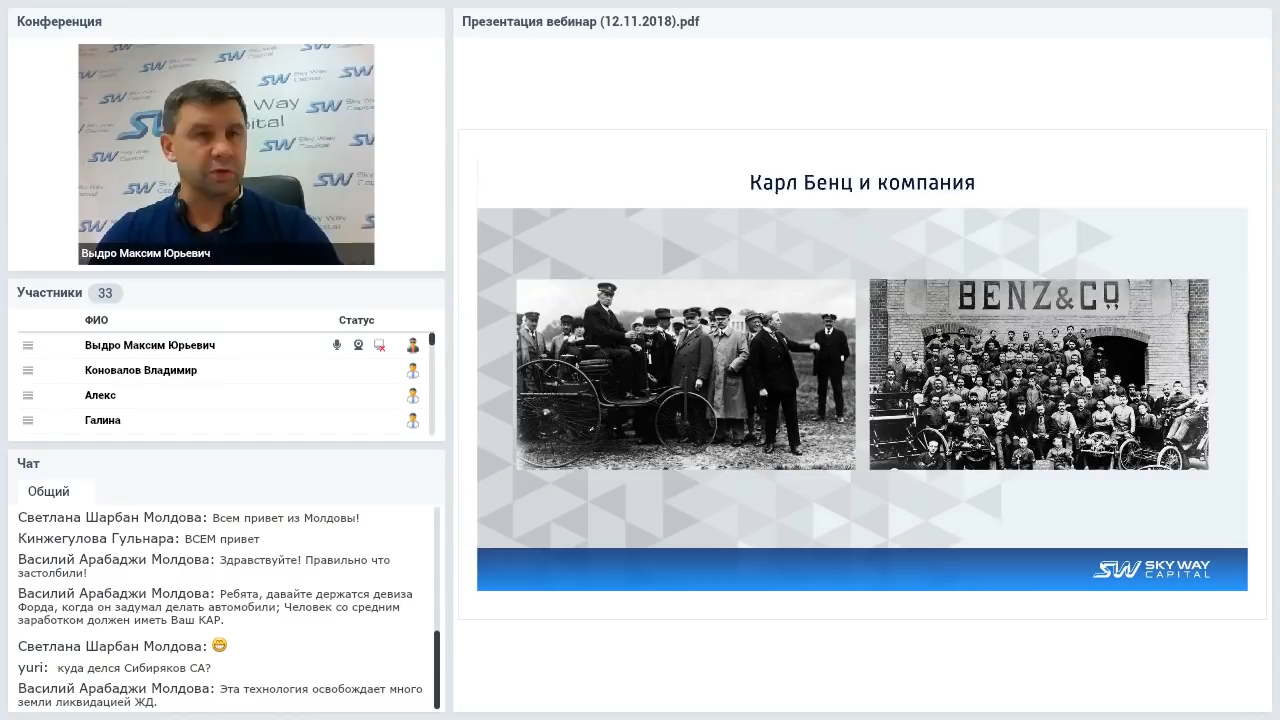 Конференция
SW
Sky Way
Capital
Выдро Максим Юрьевич
Участники 33
ФИО Статус
Выдро Максим Юрьевич
Коновалов Владимир
Алекс
Галина
Чат
Общий
Светлана Шарбан Молдова: Всем привет из Молдовы!
Кинжегулова Гульнара: ВСЕМ привет
Василий Арабаджи Молдова: Здравствуйте! Правильно что
застолбили!
Василий Арабаджи Молдова: Ребята, давайте держатся девиза
Форда, когда он задумал делать автомобили; Человек со средним
заработком должен иметь Ваш КАР.
Светлана Шарбан Молдова:
yuri: куда делся Сибиряков СА?
Василий Арабаджи Молдова: Эта технология освобождает много
земли ликвидацией ЖД.
Презентация вебинар (12.11.2018).pdf
Карл Бенц и компания
BENZ & Co
SW SKY WAY
CAPITAL